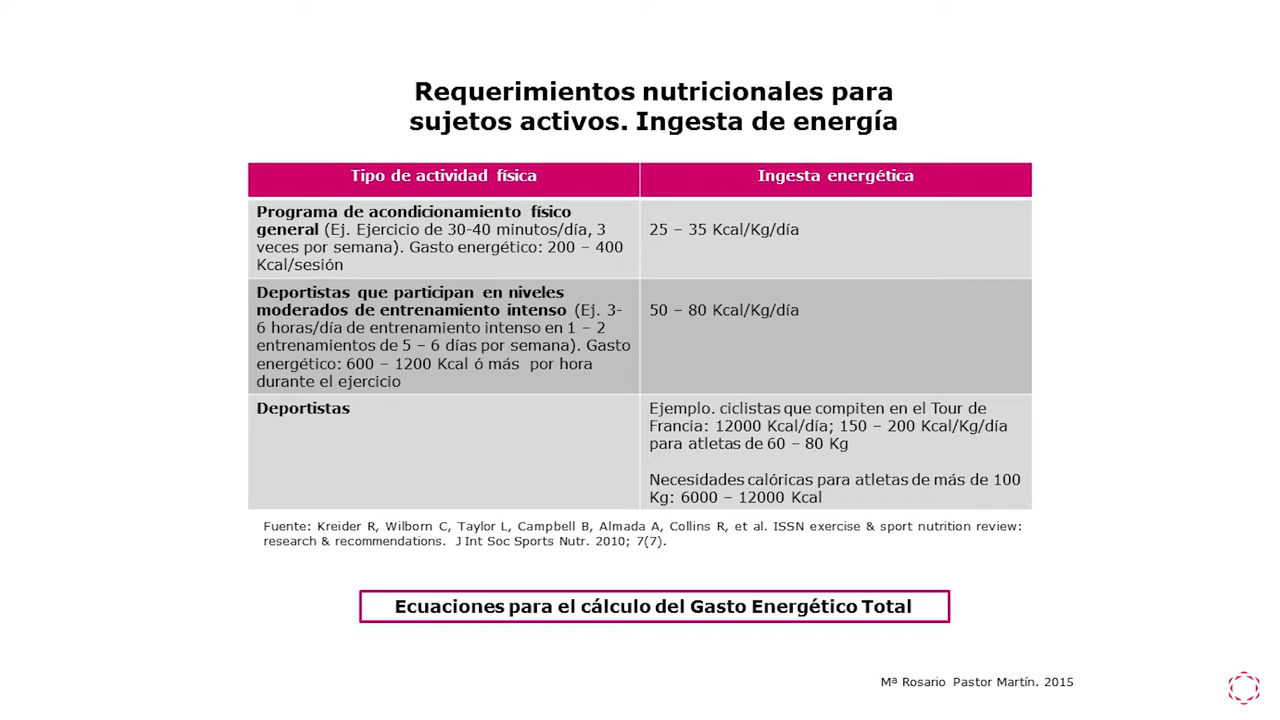 Requerimientos nutricionales para
sujetos activos. Ingesta de energía
Tipo de actividad física
Ingesta energética
Programa de acondicionamiento físico
general (Ej. Ejercicio de 30-40 minutos/día, 3
veces por semana). Gasto energético: 200 – 400
Kcal/sesión
25 – 35 Kcal/Kg/día
Deportistas que participan en niveles
moderados de entrenamiento intenso (Ej. 3-
6 horas/día de entrenamiento intenso en 1 – 2
entrenamientos de 5 – 6 días por semana). Gasto
energético: 600 – 1200 Kcal ó más por hora
durante el ejercicio
50 – 80 Kcal/Kg/día
Deportistas
Ejemplo. ciclistas que compiten en el Tour de
Francia: 12000 Kcal/día; 150 – 200 Kcal/Kg/día
para atletas de 60 – 80 Kg
Necesidades calóricas para atletas de más de 100
Kg: 6000 – 12000 Kcal
Fuente: Kreider R, Wilborn C, Taylor L, Campbell B, Almada A, Collins R, et al. ISSN exercise & sport nutrition review:
research & recommendations. J Int Soc Sports Nutr. 2010; 7(7).
Ecuaciones para el cálculo del Gasto Energético Total
Mª Rosario Pastor Martín. 2015